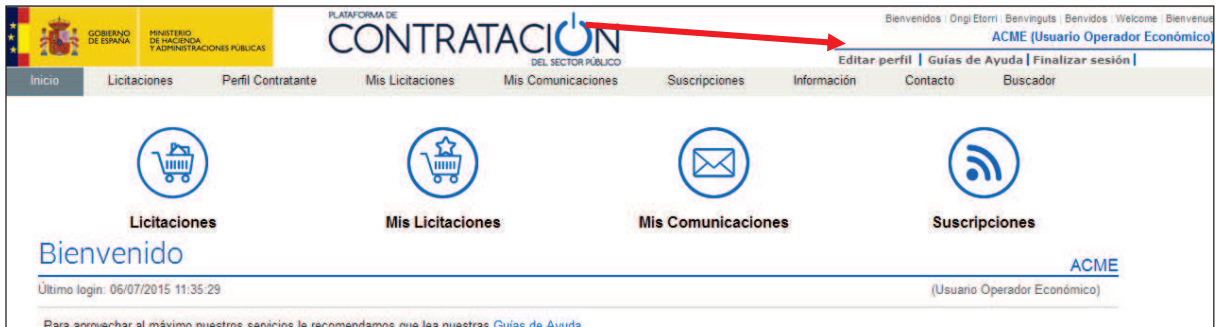 GOBIERNO
DE ESPAÑA
MINISTERIO
DE HACIENDA
Y ADMINISTRACIONES PÚBLICAS
PLATAFORMA DE
CONTRATACIÓN
DEL SECTOR PÚBLICO
Bienvenidos | Ongi Etorri | Benvinguts | Benvidos | Welcome | Bienvenue
ACME (Usuario Operador Económico)
Editar perfil | Guías de Ayuda | Finalizar sesión |
Inicio Licitaciones Perfil Contratante Mis Licitaciones Mis Comunicaciones Suscripciones Información Contacto Buscador
Licitaciones Mis Licitaciones Mis Comunicaciones Suscripciones
Bienvenido
ACME
Último login: 06/07/2015 11:35:29 (Usuario Operador Económico)
Para aprovechar al máximo nuestros servicios le recomendamos que lea nuestras Guías de Ayuda